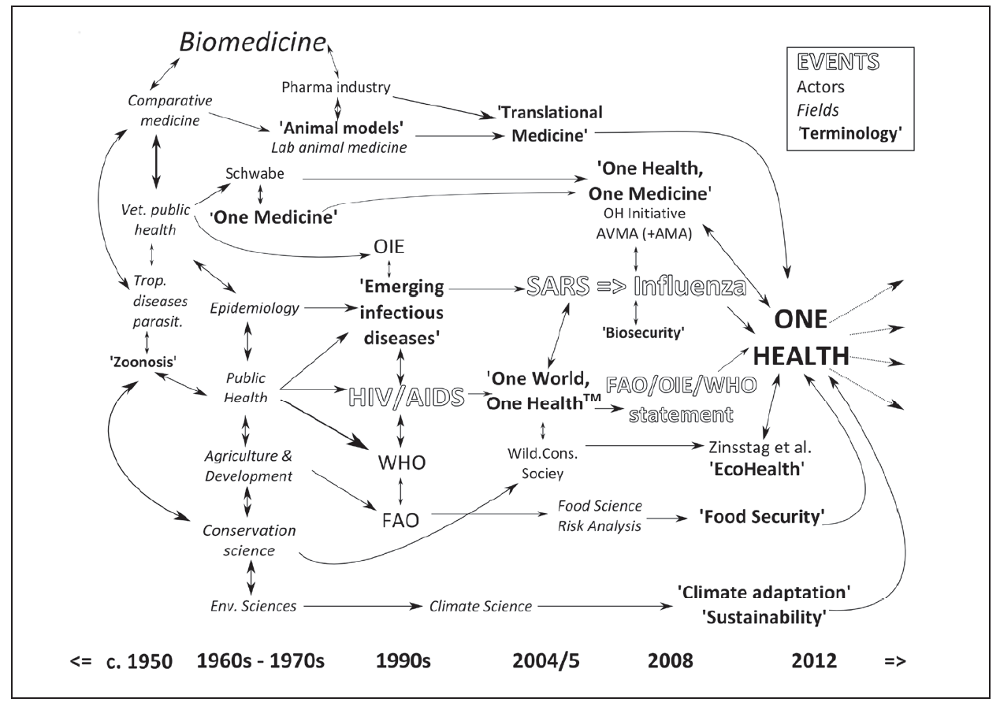 Biomedicine
EVENTS
Actors
Fields
'Terminology'
Pharma industry
Comparative
medicine
'Translational
Medicine'
'Animal models'
Lab animal medicine
Schwabe
'One Medicine'
'One Health,
One Medicine'
OH Initiative
AVMA (+AMA)
Vet. public
health
OIE
'Emerging
infectious
diseases'
SARS => Influenza
Trop.
diseases
parasit.
Epidemiology
'Biosecurity'
ONE
HEALTH
'Zoonosis'
Public
Health
HIV/AIDS
'One World,
One Health™
FAO/OIE/WHO
statement
Agriculture &
Development
WHO
Wild.Cons.
Sociey
Zinsstag et al.
'EcoHealth'
FAO
Food Science
Risk Analysis
'Food Security'
Conservation
science
Env. Sciences
Climate Science
'Climate adaptation'
'Sustainability'
<= c. 1950 1960s - 1970s 1990s 2004/5 2008 2012 =>